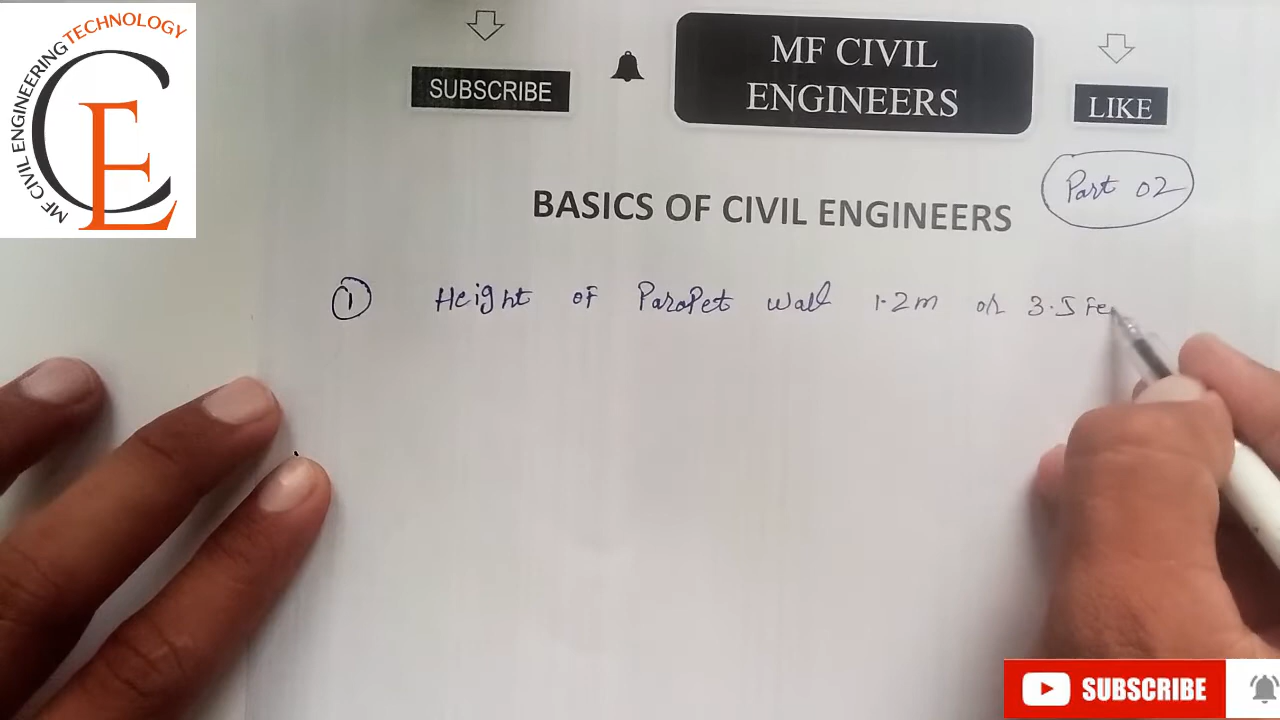 MF CIVIL ENGINEERING TECHNOLOGY
CE
SUBSCRIBE
MF CIVIL
ENGINEERS
LIKE
Part 02
BASICS OF CIVIL ENGINEERS
1 Height of Parapet wall 1.2m or 3.5 Fe
SUBSCRIBE